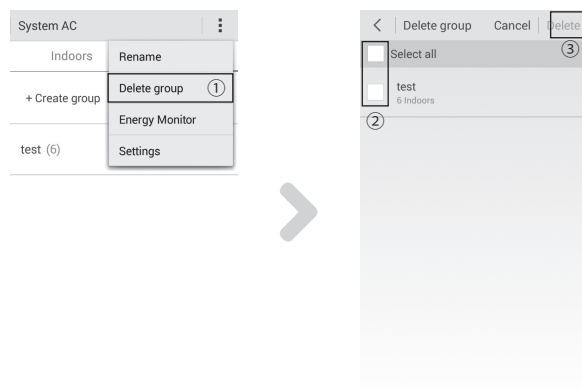 System AC
Indoors
Rename
+ Create group
Delete group ①
Energy Monitor
test (6)
Settings
Delete group Cancel Delete
③
Select all
test
6 Indoors
②